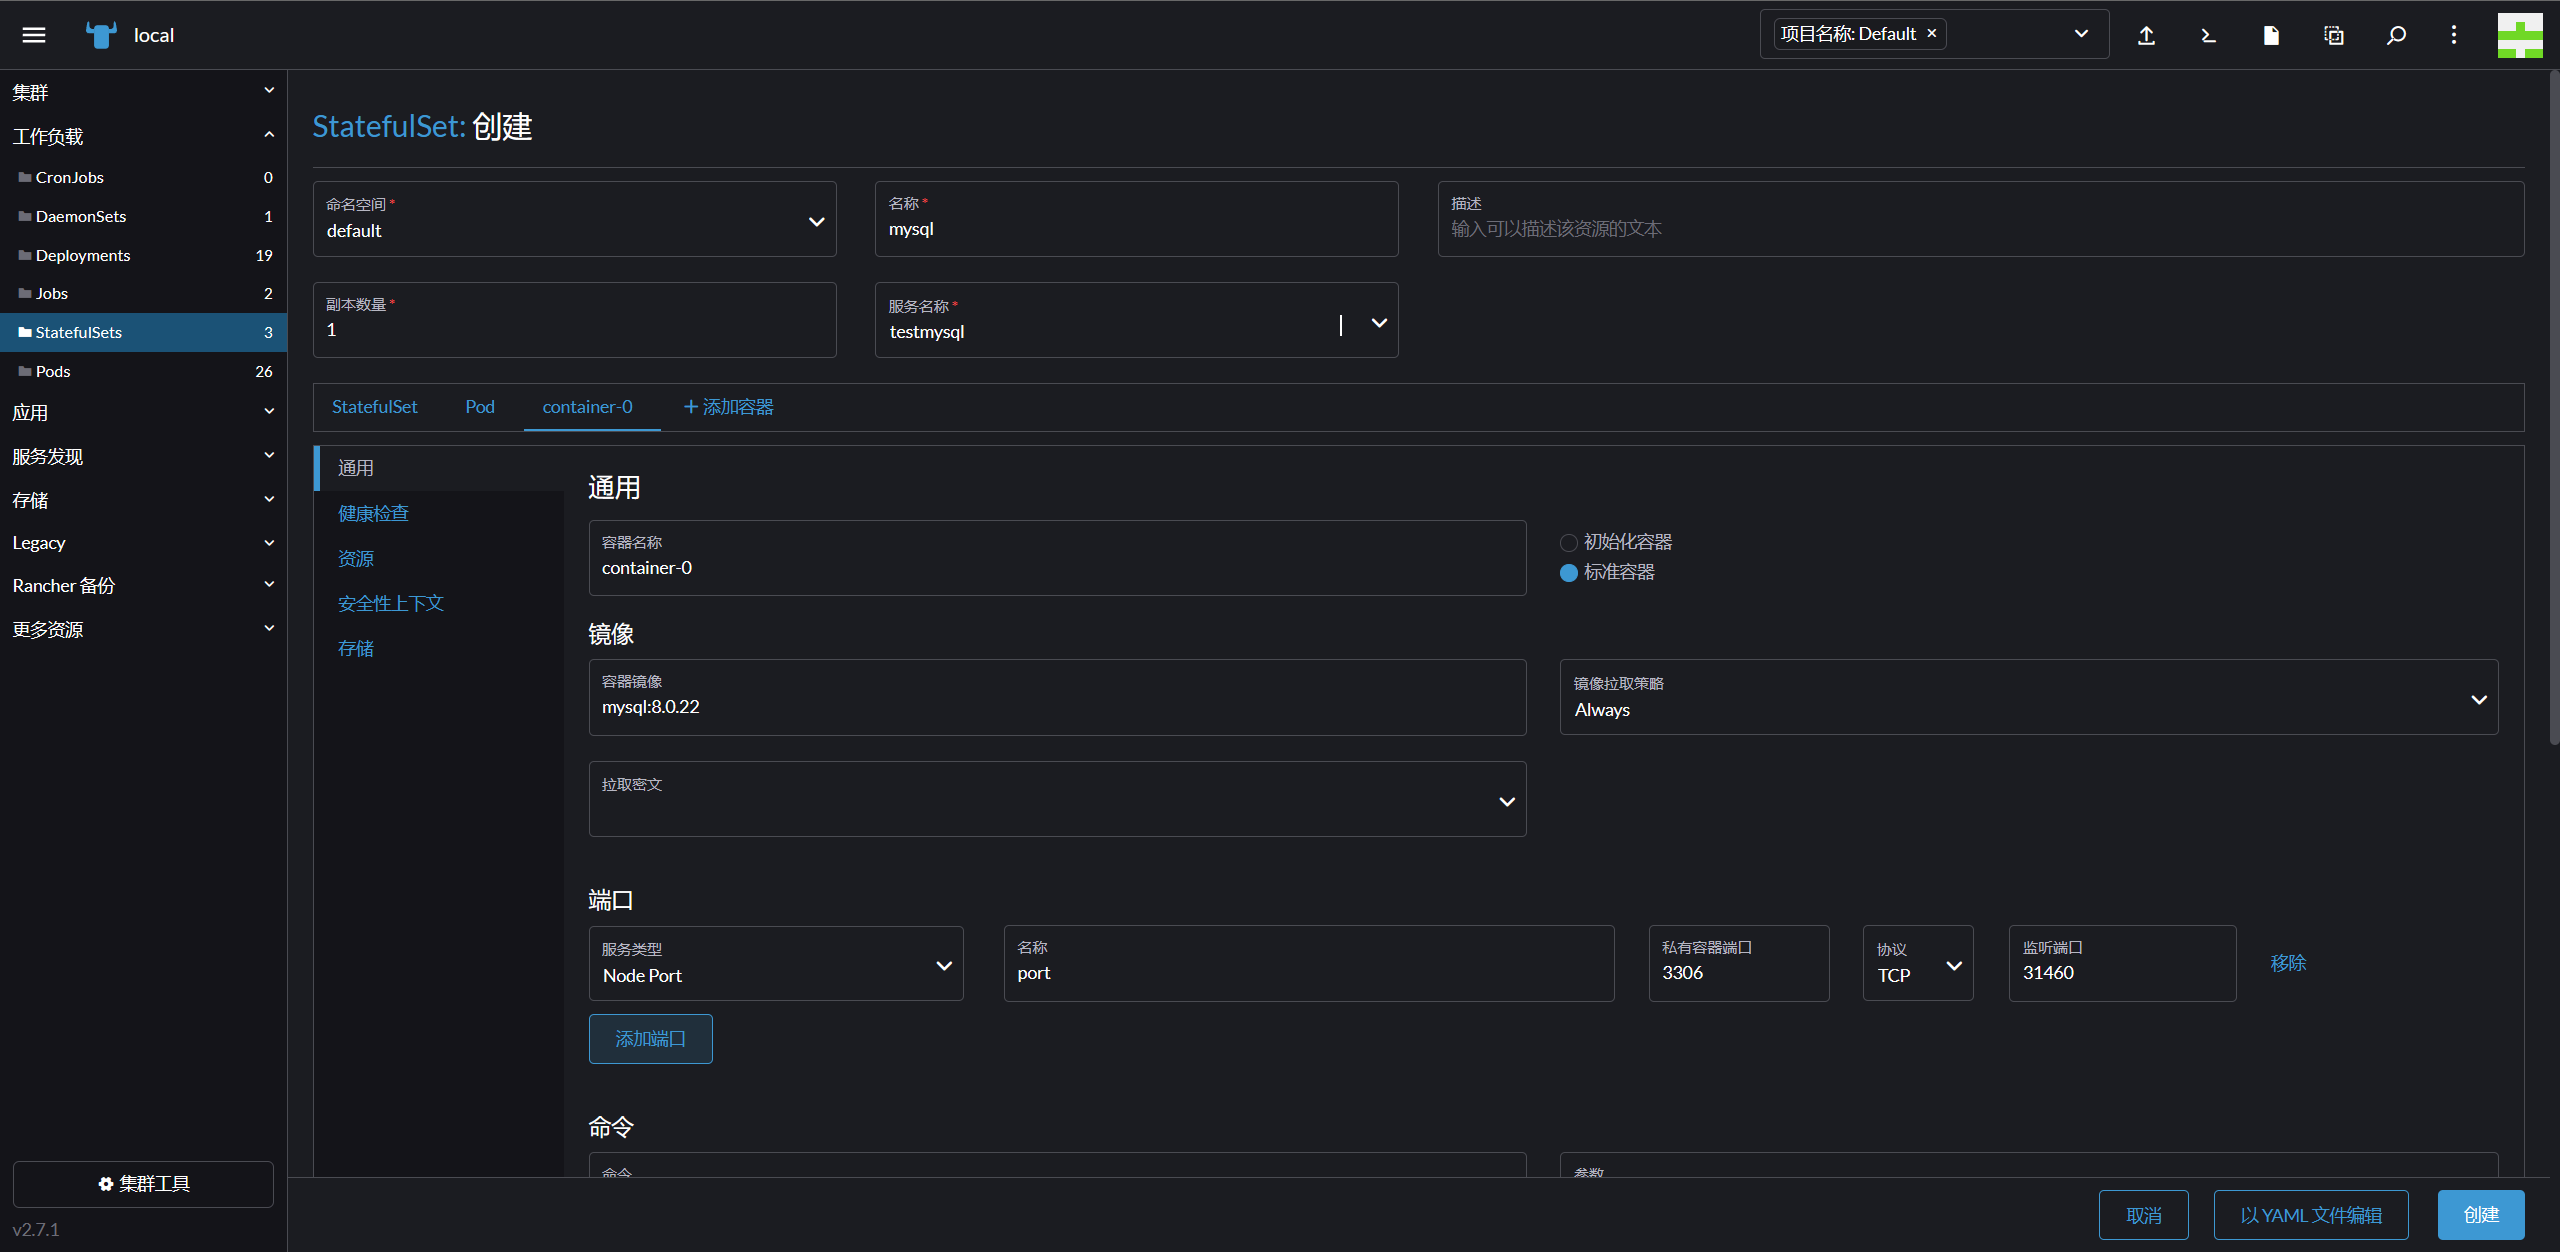 local
项目名称: Default ×
集群
工作负载
CronJobs 0
DaemonSets 1
Deployments 19
Jobs 2
StatefulSets 3
Pods 26
应用
服务发现
存储
Legacy
Rancher 备份
更多资源
集群工具
v2.7.1
StatefulSet: 创建
命名空间 *
default
名称 *
mysql
描述
输入可以描述该资源的文本
副本数量 *
1
服务名称 *
testmysql
StatefulSet Pod container-0 + 添加容器
通用
健康检查
资源
安全性上下文
存储
通用
容器名称
container-0
初始化容器
标准容器
镜像
容器镜像
mysql:8.0.22
镜像拉取策略
Always
拉取密文
端口
服务类型
Node Port
名称
port
私有容器端口
3306
协议
TCP
监听端口
31460
移除
添加端口
命令
命令
参数
取消
以 YAML 文件编辑
创建